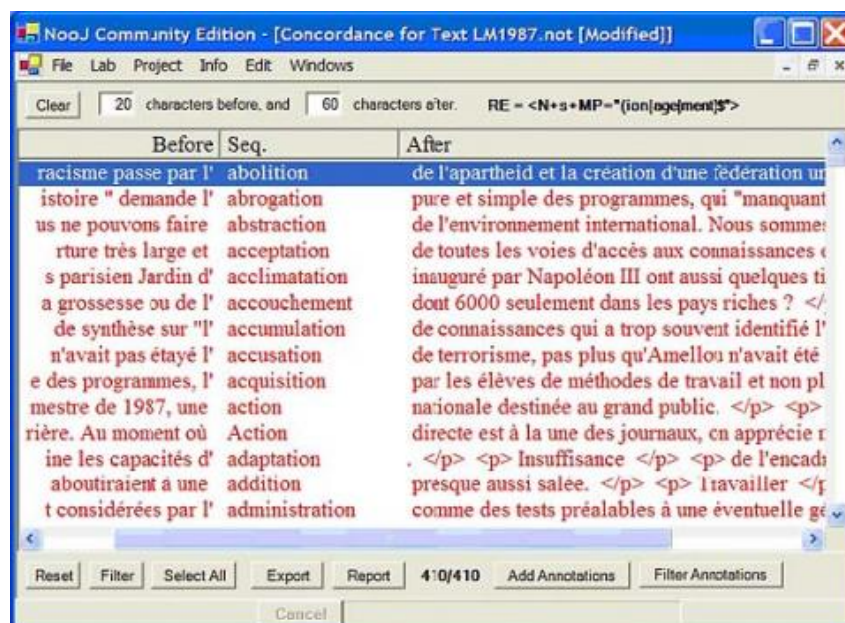 NooJ Community Edition - [Concordance for Text LM1987.not [Modified]]
File Lab Project Info Edit Windows
Clear 20 characters before, and 60 characters after. RE = <N+s+MP="(ion|age|ment)$">
Before Seq. After
racisme passe par l' abolition de l'apartheid et la création d'une fédération un
istoire " demande l' abrogation pure et simple des programmes, qui "manquant
us ne pouvons faire abstraction de l'environnement international. Nous sommes
rture très large et acceptation de toutes les voies d'accès aux connaissances
s parisien Jardin d' acclimatation inauguré par Napoléon III ont aussi quelques ti
a grossesse ou de l' accouchement dont 6000 seulement dans les pays riches ? </
de synthèse sur "l' accumulation de connaissances qui a trop souvent identifié l'
n'avait pas étayé l' accusation de terrorisme, pas plus qu'Amellou n'avait été
e des programmes, l' acquisition par les élèves de méthodes de travail et non pl
mestre de 1987, une action nationale destinée au grand public. </p> <p>
rière. Au moment où Action directe est à la une des journaux, on apprécie
ine les capacités d' adaptation . </p> <p> Insuffisance </p> <p> de l'encadr
aboutiraient à une addition presque aussi salée. </p> <p> Travailler </p
t considérées par l' administration comme des tests préalables à une éventuelle gé
Reset Filter Select All Export Report 410/410 Add Annotations Filter Annotations
Cancel